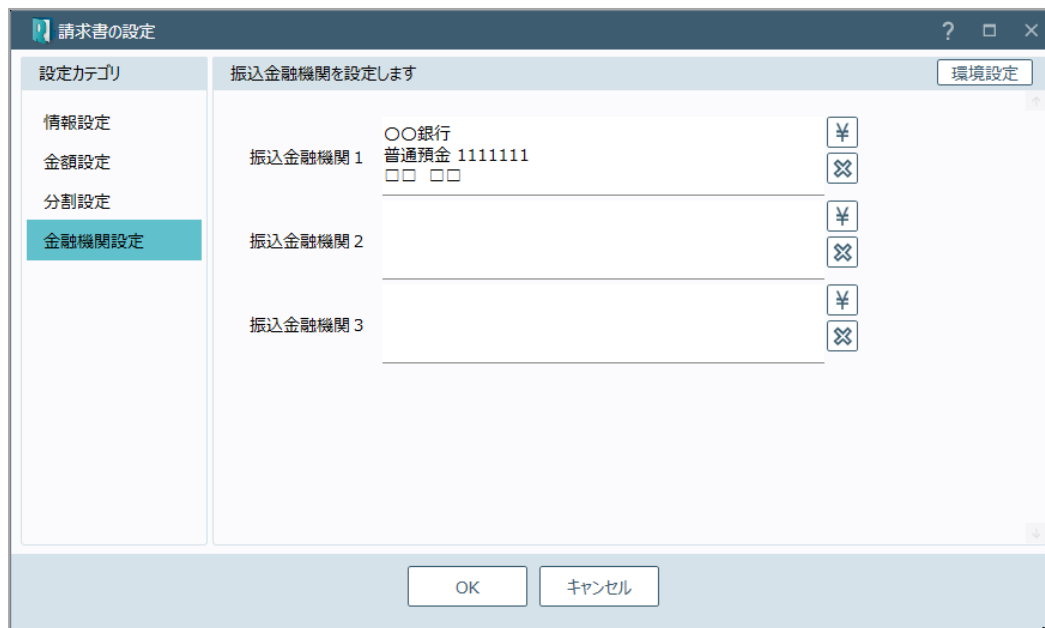 請求書の設定
設定カテゴリ
情報設定
金額設定
分割設定
金融機関設定
振込金融機関を設定します
環境設定
振込金融機関1
〇〇銀行
普通預金 1111111
□□ □□
振込金融機関2
振込金融機関3
OK
キャンセル